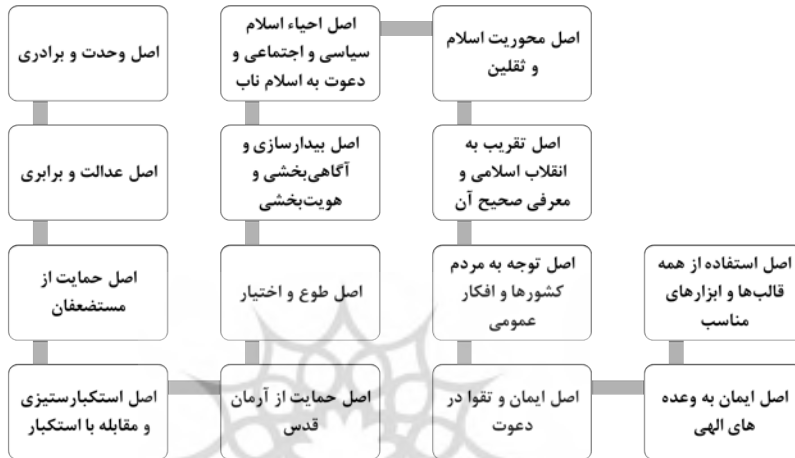 اصل وحدت و برادری
اصل عدالت و برابری
اصل حمایت از
مستضعفان
اصل استکبارستیزی
و مقابله با استکبار
اصل حمایت از آرمان
قدس
اصل طوع و اختیار
اصل بیدارسازی و
آگاهی‌بخشی و
هویت‌بخشی
اصل احیاء اسلام
سیاسی و اجتماعی و
دعوت به اسلام ناب
اصل محوریت اسلام
و ثقلین
اصل تقریب به
انقلاب اسلامی و
معرفی صحیح آن
اصل توجه به مردم
کشورها و افکار
عمومی
اصل ایمان و تقوا در
دعوت
اصل ایمان به وعده
های الهی
اصل استفاده از همه
قالب‌ها و ابزارهای
مناسب